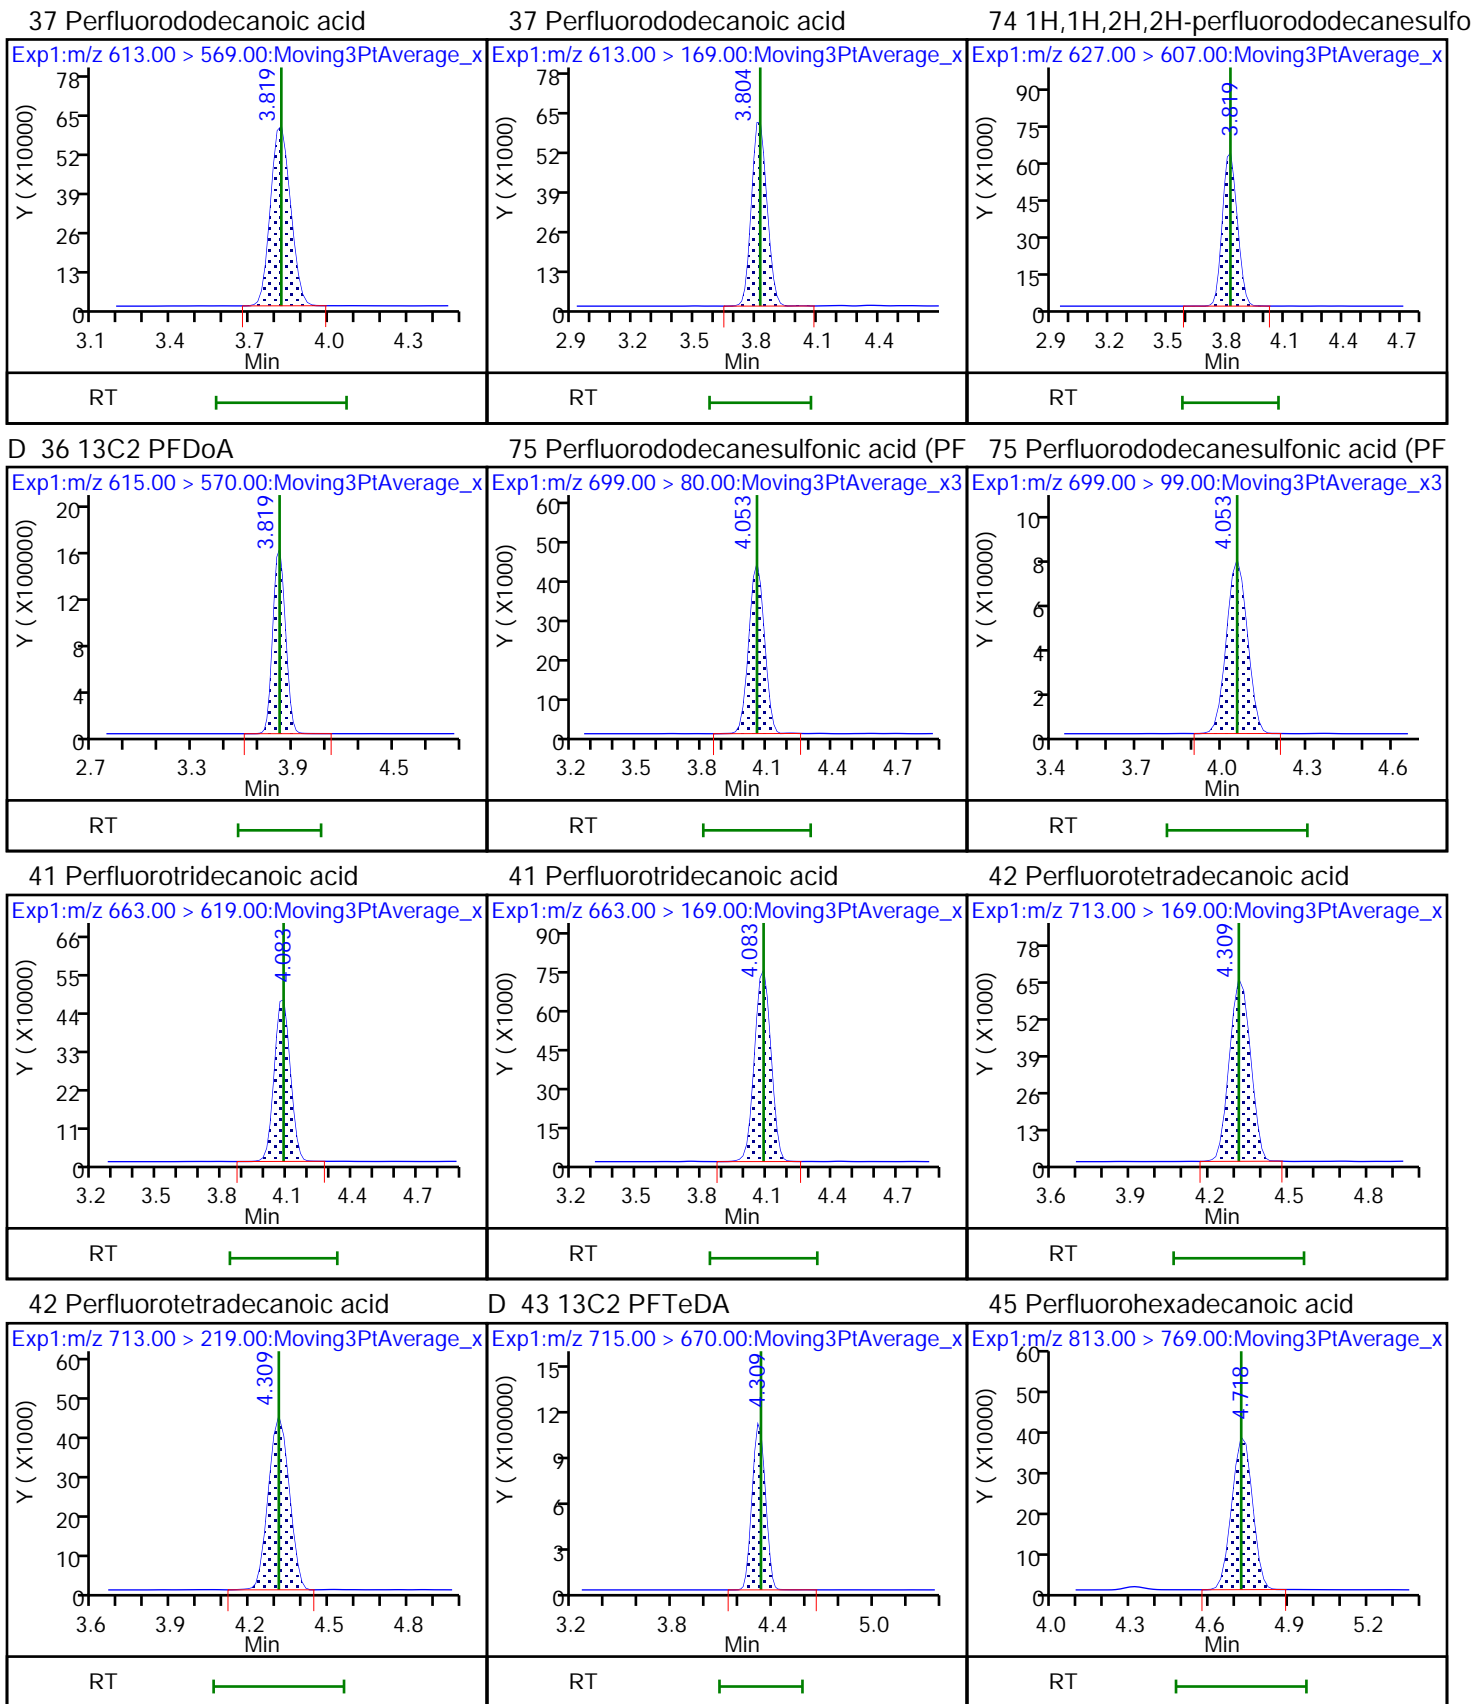 37 Perfluorododecanoic acid
Exp1:m/z 613.00 > 569.00:Moving3PtAverage_x
Y ( X10000)
78
65
52
39
26
13
0
3.819
3.1 3.4 3.7 4.0 4.3
Min
RT
37 Perfluorododecanoic acid
Exp1:m/z 613.00 > 169.00:Moving3PtAverage_x
Y ( X1000)
78
65
52
39
26
13
0
3.804
2.9 3.2 3.5 3.8 4.1 4.4
Min
RT
74 1H,1H,2H,2H-perfluorododecanesulfo
Exp1:m/z 627.00 > 607.00:Moving3PtAverage_x
Y ( X1000)
90
75
60
45
30
15
0
3.819
2.9 3.2 3.5 3.8 4.1 4.4 4.7
Min
RT
D 36 13C2 PFDoA
Exp1:m/z 615.00 > 570.00:Moving3PtAverage_x
Y ( X100000)
20
16
12
8
4
0
3.819
2.7 3.3 3.9 4.5
Min
RT
75 Perfluorododecanesulfonic acid (PF
Exp1:m/z 699.00 > 80.00:Moving3PtAverage_x3
Y ( X1000)
60
50
40
30
20
10
0
4.053
3.2 3.5 3.8 4.1 4.4 4.7
Min
RT
75 Perfluorododecanesulfonic acid (PF
Exp1:m/z 699.00 > 99.00:Moving3PtAverage_x3
Y ( X10000)
10
8
6
4
2
0
4.053
3.4 3.7 4.0 4.3 4.6
Min
RT
41 Perfluorotridecanoic acid
Exp1:m/z 663.00 > 619.00:Moving3PtAverage_x
Y ( X10000)
66
55
44
33
22
11
0
4.083
3.2 3.5 3.8 4.1 4.4 4.7
Min
RT
41 Perfluorotridecanoic acid
Exp1:m/z 663.00 > 169.00:Moving3PtAverage_x
Y ( X1000)
90
75
60
45
30
15
0
4.083
3.2 3.5 3.8 4.1 4.4 4.7
Min
RT
42 Perfluorotetradecanoic acid
Exp1:m/z 713.00 > 169.00:Moving3PtAverage_x
Y ( X1000)
78
65
52
39
26
13
0
4.309
3.6 3.9 4.2 4.5 4.8
Min
RT
42 Perfluorotetradecanoic acid
Exp1:m/z 713.00 > 219.00:Moving3PtAverage_x
Y ( X1000)
60
50
40
30
20
10
0
4.309
3.6 3.9 4.2 4.5 4.8
Min
RT
D 43 13C2 PFTeDA
Exp1:m/z 715.00 > 670.00:Moving3PtAverage_x
Y ( X100000)
15
12
9
6
3
0
4.309
3.2 3.8 4.4 5.0
Min
RT
45 Perfluorohexadecanoic acid
Exp1:m/z 813.00 > 769.00:Moving3PtAverage_x
Y ( X10000)
60
50
40
30
20
10
0
4.718
4.0 4.3 4.6 4.9 5.2
Min
RT